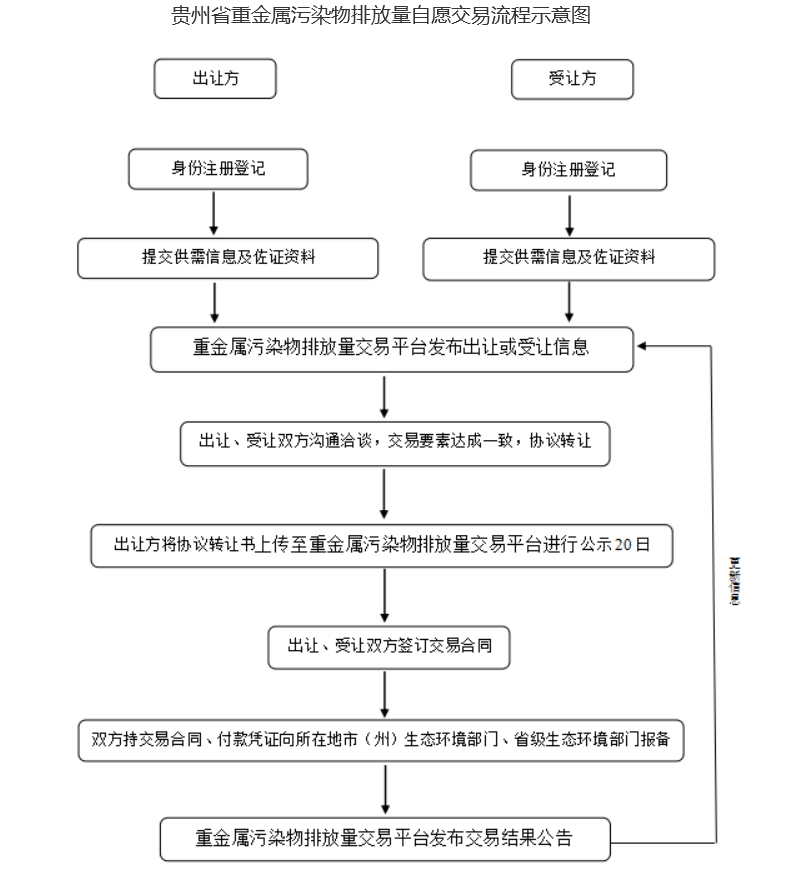 贵州省重金属污染物排放量自愿交易流程示意图
出让方
受让方
身份注册登记
身份注册登记
提交供需信息及佐证资料
提交供需信息及佐证资料
重金属污染物排放量交易平台发布出让或受让信息
出让、受让双方沟通洽谈，交易要素达成一致，协议转让
出让方将协议转让书上传至重金属污染物排放量交易平台进行公示20日
出让、受让双方签订交易合同
双方持交易合同、付款凭证向所在地市（州）生态环境部门、省级生态环境部门报备
重金属污染物排放量交易平台发布交易结果公告